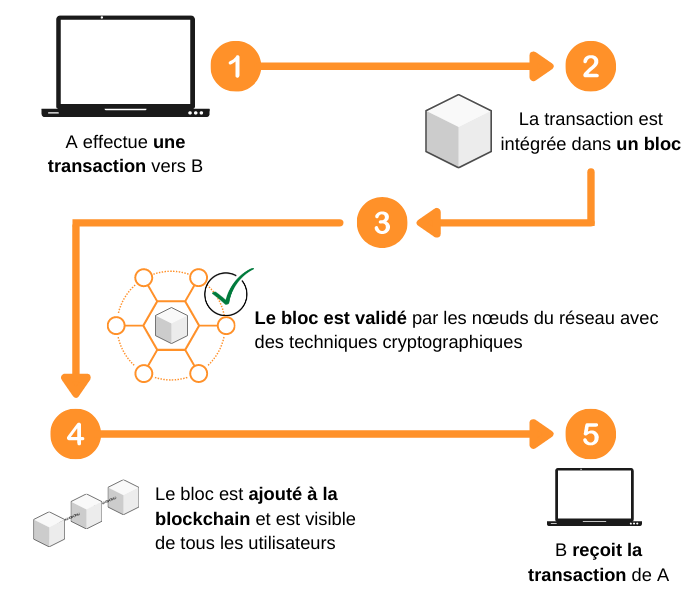 1
2
A effectue une
transaction vers B
La transaction est
intégrée dans un bloc
3
Le bloc est validé par les nœuds du réseau avec
des techniques cryptographiques
4
5
Le bloc est ajouté à la
blockchain et est visible
de tous les utilisateurs
B reçoit la
transaction de A